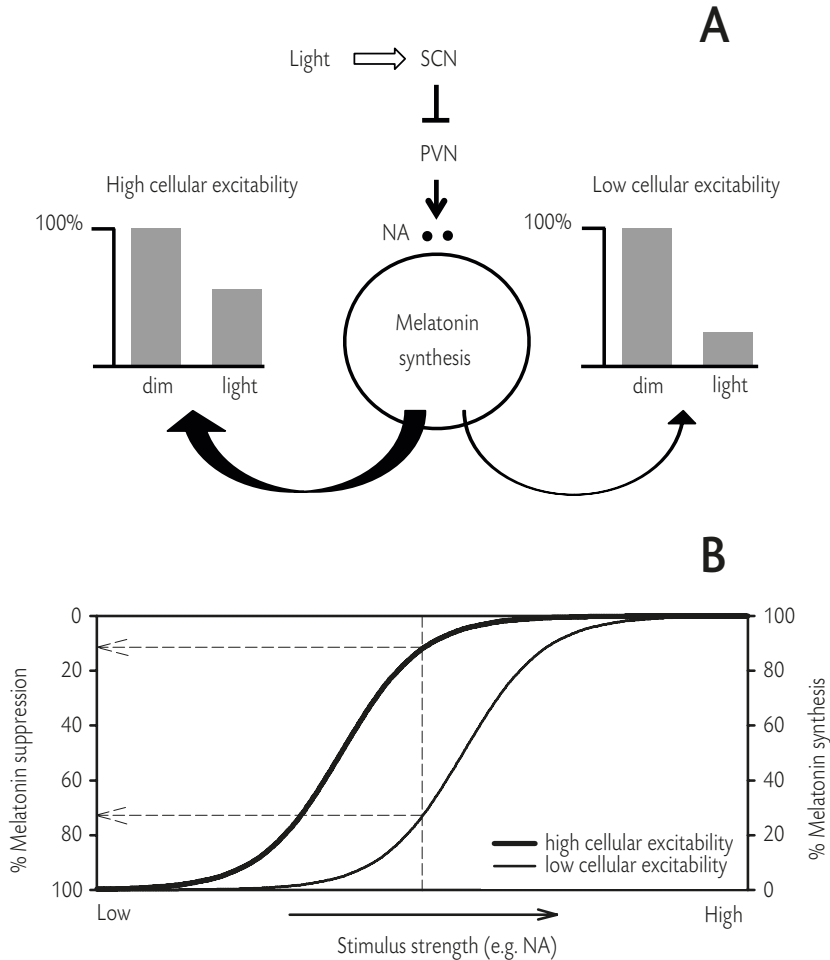 A
Light
SCN
PVN
High cellular excitability
Low cellular excitability
100%
NA
100%
Melatonin
synthesis
dim
light
dim
light
B
% Melatonin suppression
0
20
40
60
80
100
100
80
60
40
20
0
% Melatonin synthesis
high cellular excitability
low cellular excitability
Low
High
Stimulus strength (e.g. NA)